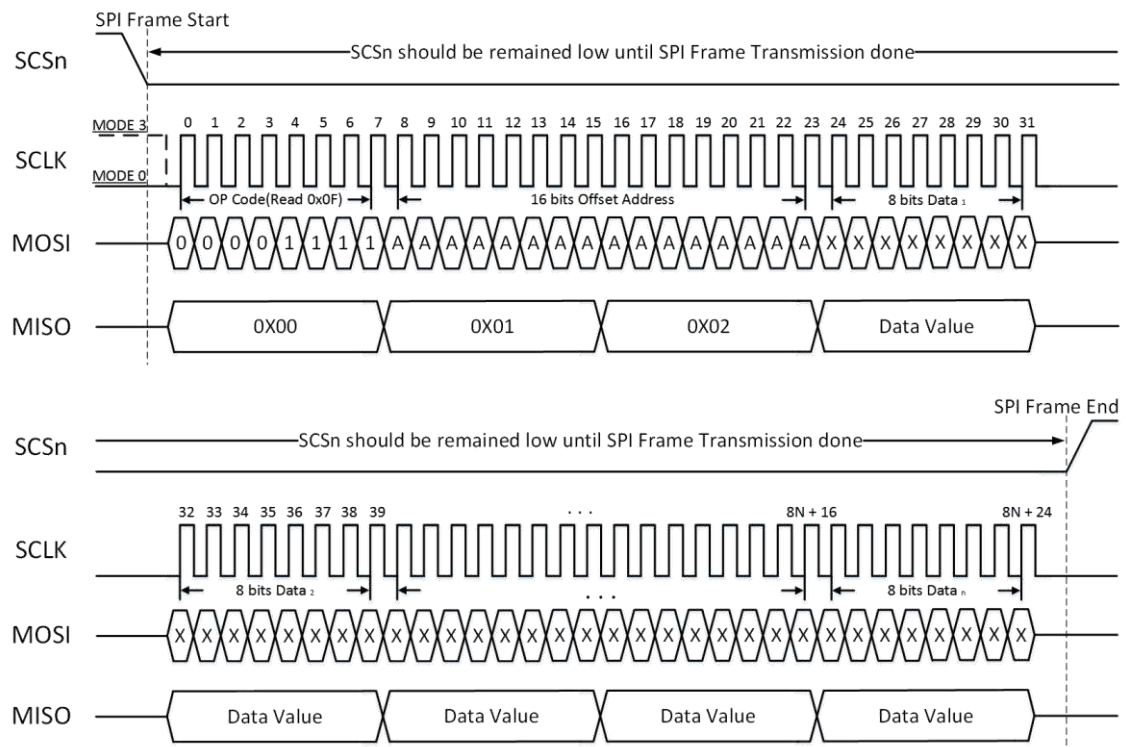 SPI Frame Start
SCSn
SCSn should be remained low until SPI Frame Transmission done
MODE 3
0 1 2 3 4 5 6 7 8 9 10 11 12 13 14 15 16 17 18 19 20 21 22 23 24 25 26 27 28 29 30 31
SCLK
MODE 0
OP Code(Read 0x0F) 16 bits Offset Address 8 bits Data 1
MOSI 0 0 0 0 1 1 1 1 A A A A A A A A A A A A A A A A X X X X X X X X
MISO 0X00 0X01 0X02 Data Value
SPI Frame End
SCSn SCSn should be remained low until SPI Frame Transmission done
32 33 34 35 36 37 38 39 . . . 8N + 16 8N + 24
SCLK
8 bits Data 2 . . . 8 bits Data n
MOSI X X X X X X X X X X X X X X X X X X X X X X X X X X X X X X X X
MISO Data Value Data Value Data Value Data Value